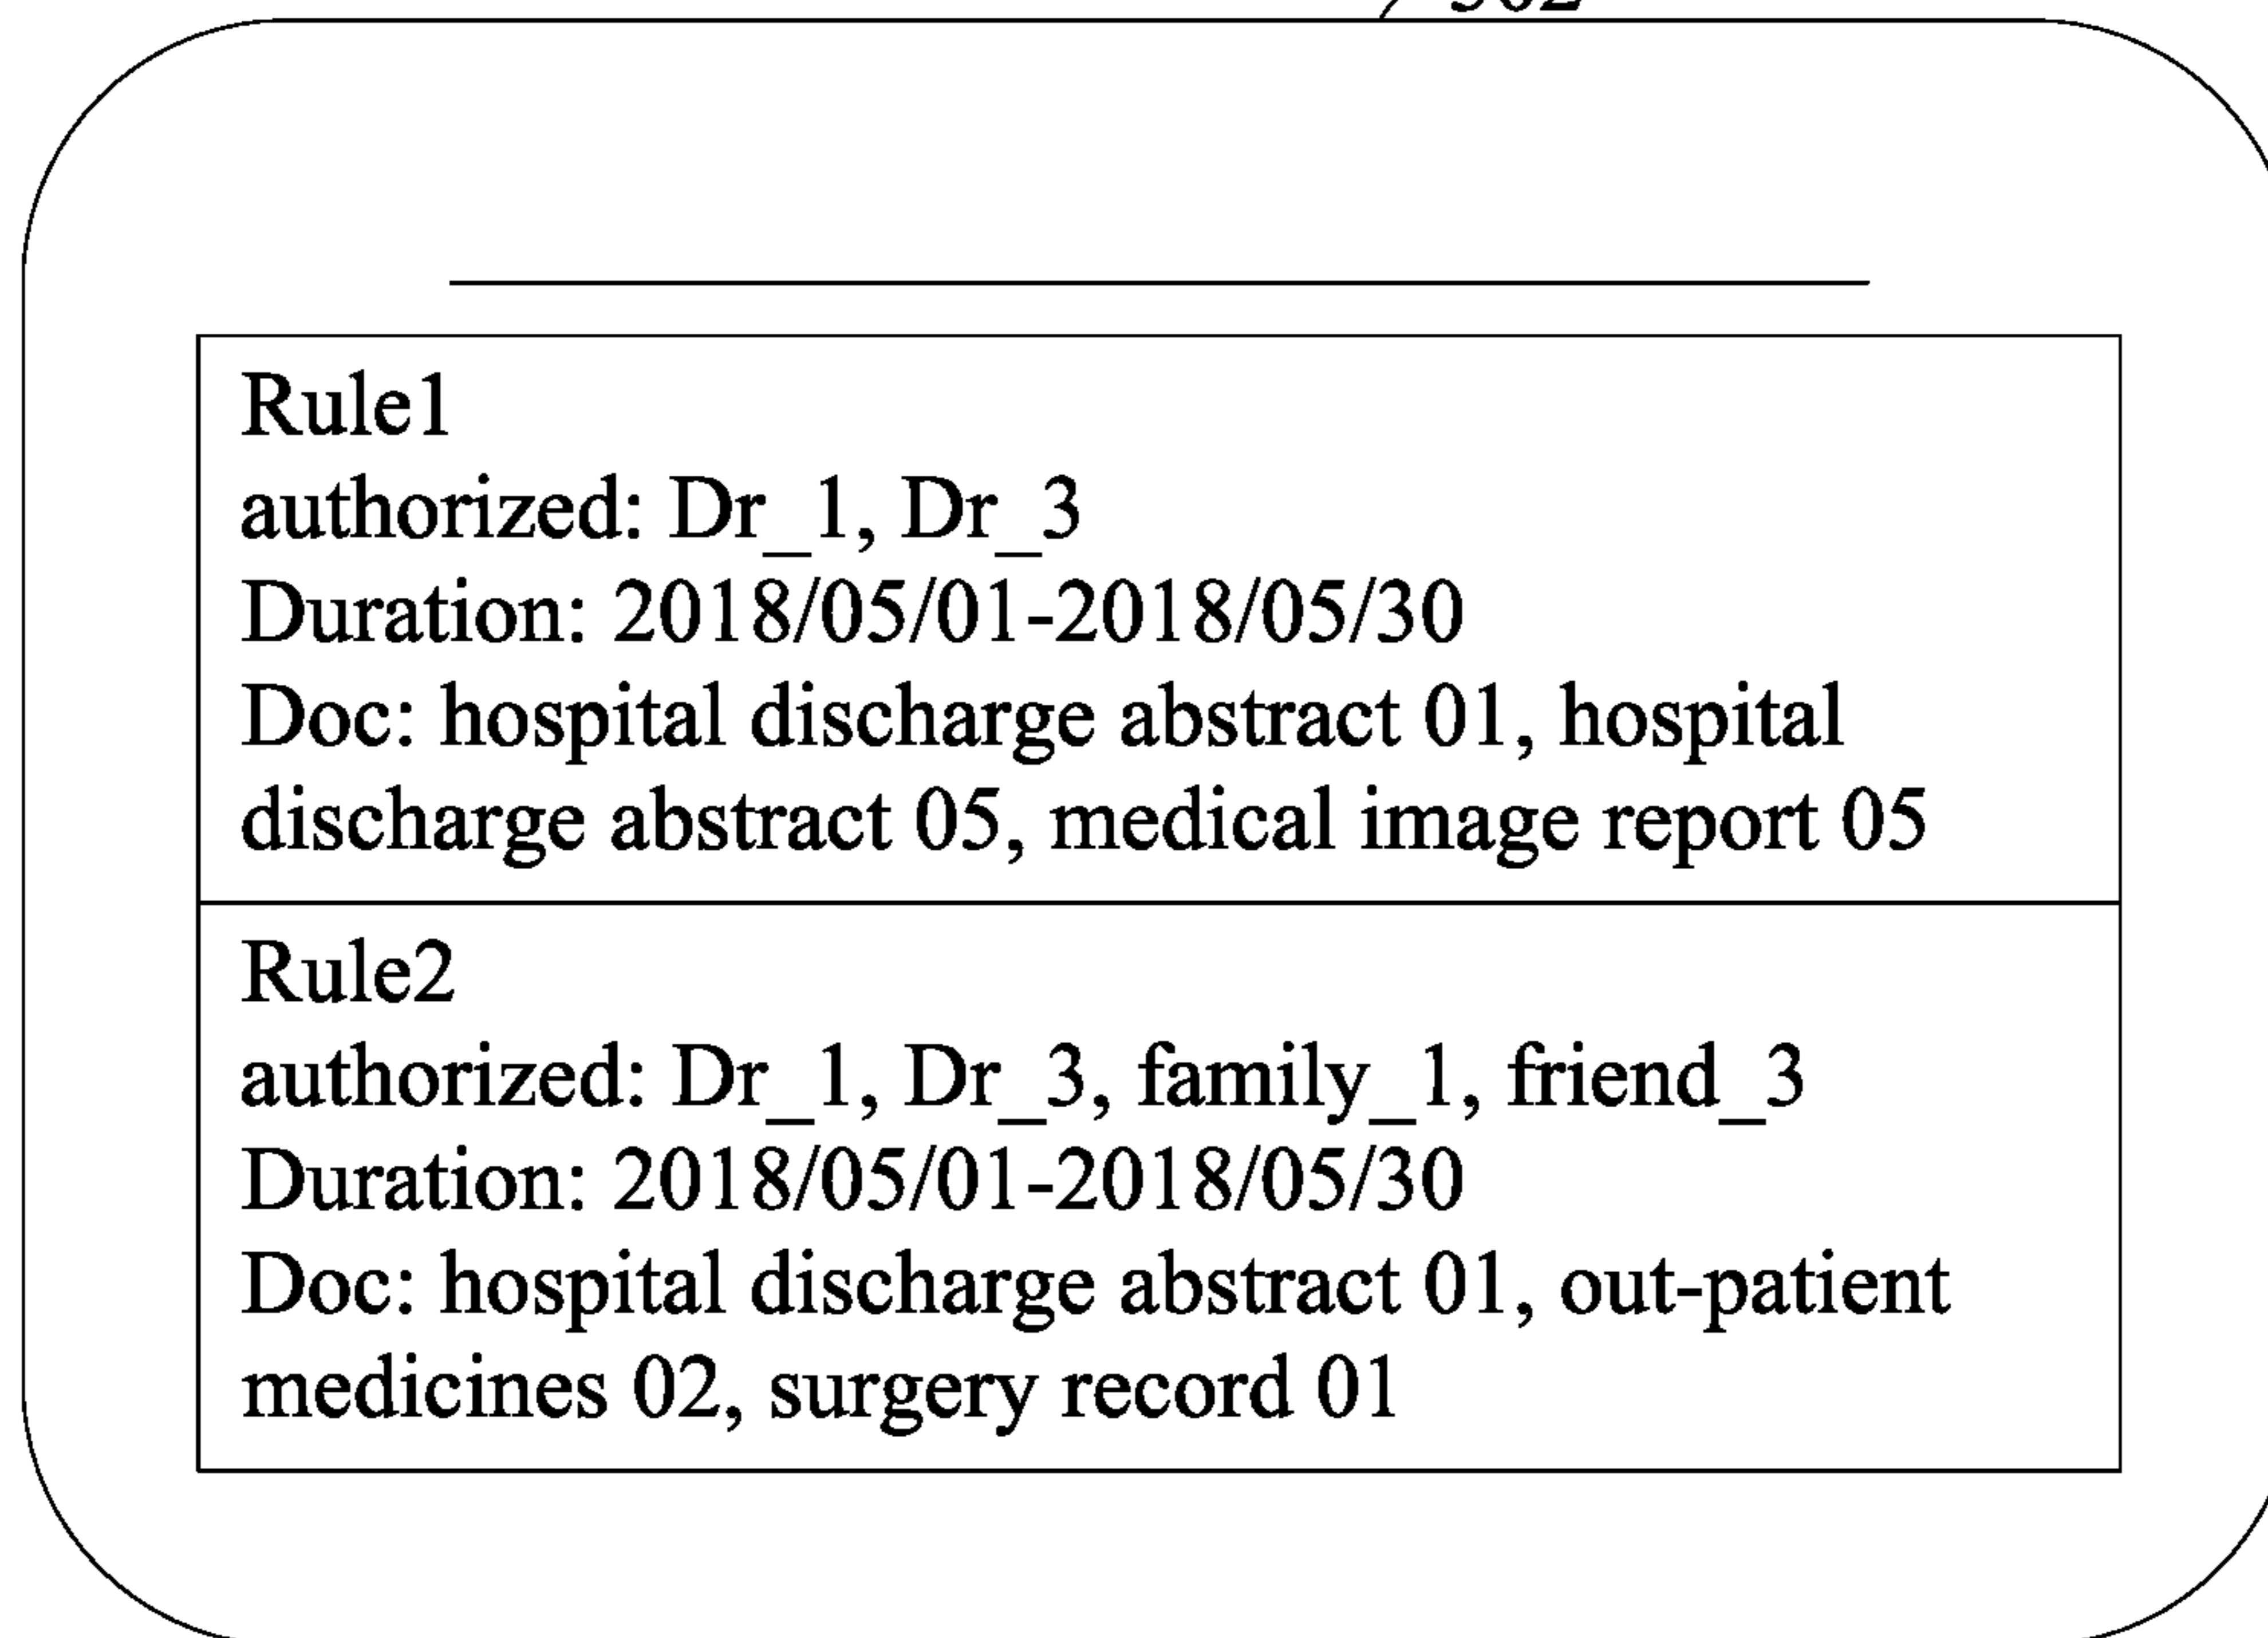 Rule1
authorized: Dr_1, Dr_3
Duration: 2018/05/01-2018/05/30
Doc: hospital discharge abstract 01, hospital
discharge abstract 05, medical image report 05
Rule2
authorized: Dr_1, Dr_3, family_1, friend_3
Duration: 2018/05/01-2018/05/30
Doc: hospital discharge abstract 01, out-patient
medicines 02, surgery record 01